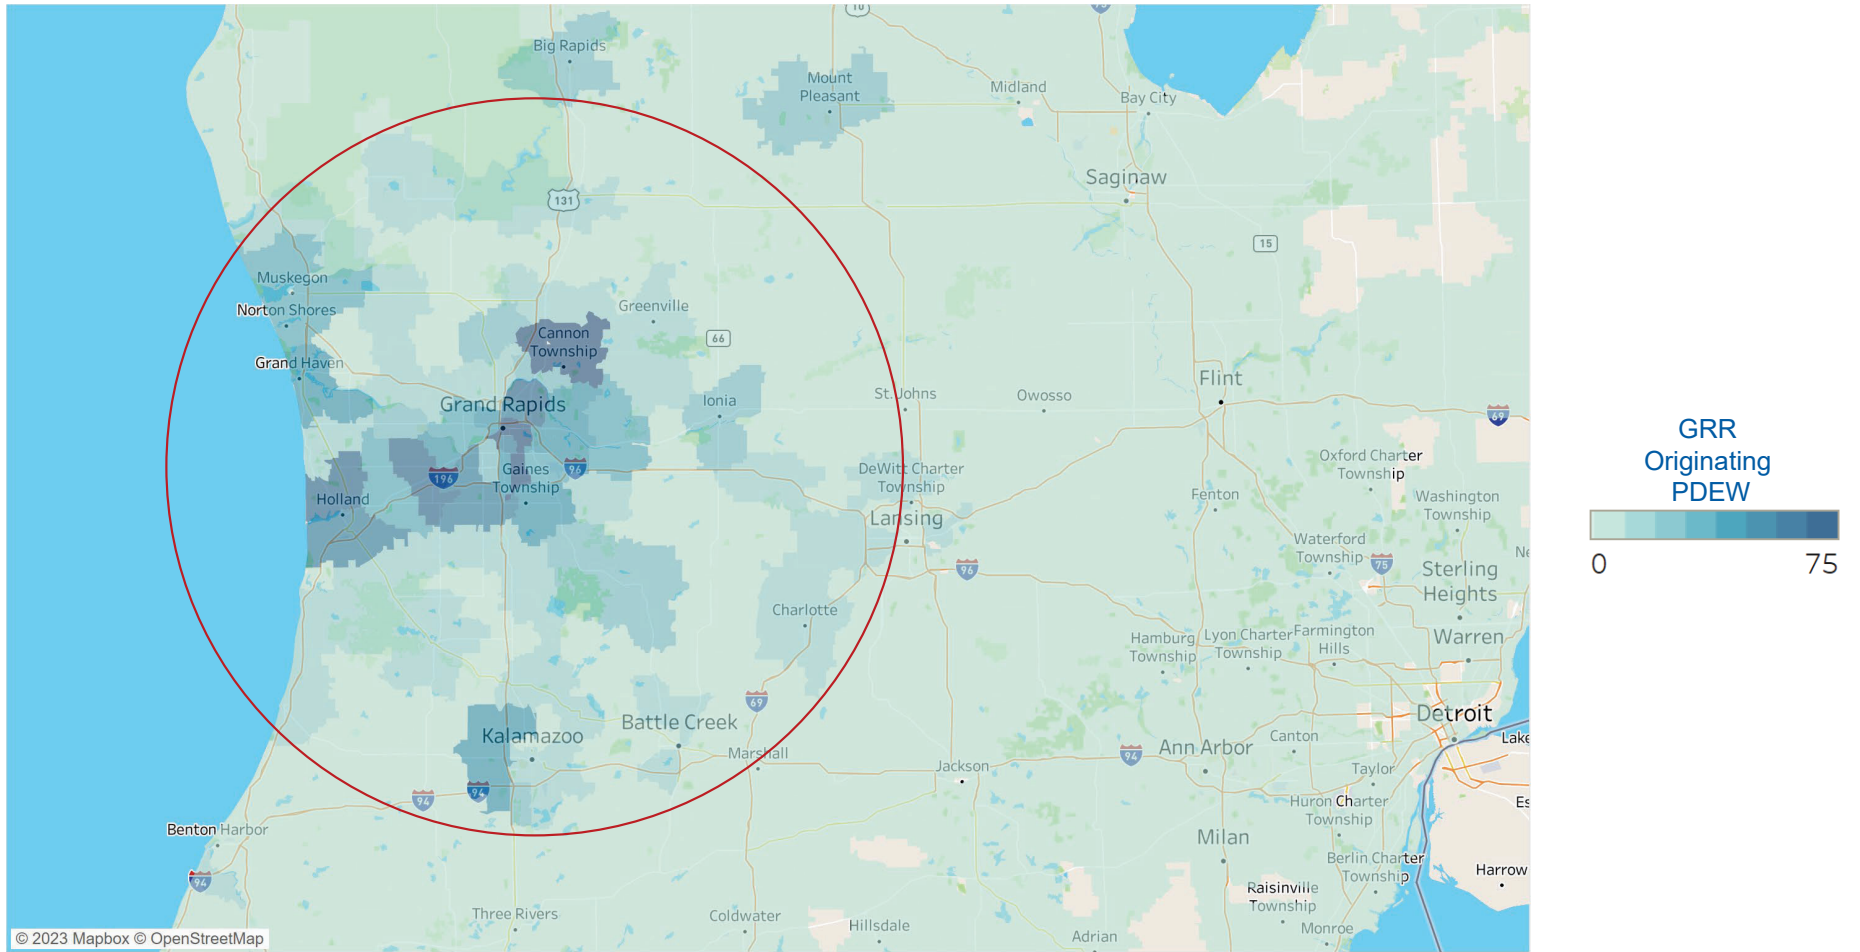 10
75
Big Rapids
Mount
Pleasant
Midland
Bay City
Saginaw
131
15
Muskegon
Norton Shores
Greenville
Cannon
Township
66
Grand Haven
Flint
Grand Rapids
Ionia
St. Johns
Owosso
69
196
Gaines
Township
96
DeWitt Charter
Township
Oxford Charter
Township
Holland
Lansing
Fenton
Washington
Township
Waterford
Township
75
96
Sterling
Heights
Ne
Charlotte
Hamburg
Township
Lyon Charter
Township
Farmington
Hills
Warren
69
Battle Creek
Kalamazoo
Marshall
Detroit
Ann Arbor
Canton
Lake
94
Jackson
Taylor
94
94
Huron Charter
Township
Es
Benton Harbor
Milan
Berlin Charter
Township
Harrow
94
Raisinville
Township
Three Rivers
Coldwater
Hillsdale
Adrian
Monroe
© 2023 Mapbox © OpenStreetMap
GRR
Originating
PDEW
0 75